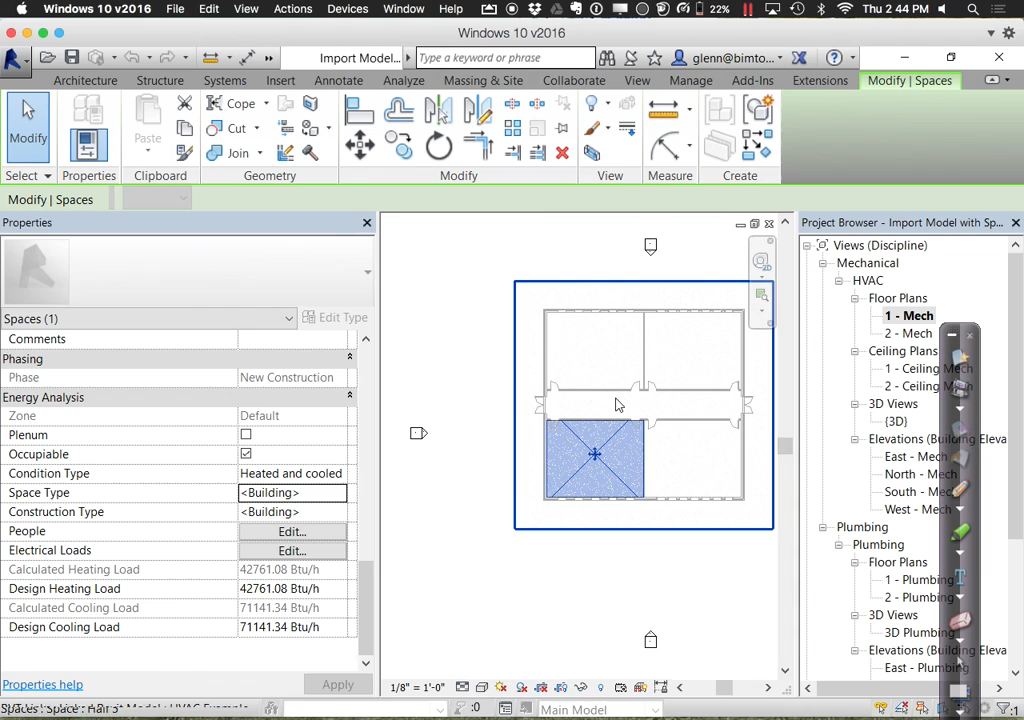 Windows 10 v2016 File Edit View Actions Devices Window Help 22% Thu 2 44 PM
Windows 10 v2016
Import Model... Type a keyword or phrase glenn@bimto...
Architecture Structure Systems Insert Annotate Analyze Massing & Site Collaborate View Manage Add-Ins Extensions Modify | Spaces
Modify Paste Cope
Cut
Join
Select Properties Clipboard Geometry Modify View Measure Create
Modify | Spaces
Properties Project Browser - Import Model with Sp...
Spaces (1) Edit Type
Comments
Phasing
Phase New Construction
Energy Analysis
Zone Default
Plenum
Occupiable
Condition Type Heated and cooled
Space Type <Building>
Construction Type <Building>
People Edit...
Electrical Loads Edit...
Calculated Heating Load 42761.08 Btu/h
Design Heating Load 42761.08 Btu/h
Calculated Cooling Load 71141.34 Btu/h
Design Cooling Load 71141.34 Btu/h
Properties help Apply
2D
Views (Discipline)
Mechanical
HVAC
Floor Plans
1 - Mech
2 - Mech
Ceiling Plans
1 - Ceiling Mech
2 - Ceiling Mech
3D Views
{3D}
Elevations (Building Eleva
East - Mech
North - Mech
South - Mech
West - Mech
Plumbing
Plumbing
Floor Plans
1 - Plumbing
2 - Plumbing
3D Views
3D Plumbing
Elevations (Building Eleva
East - Plumbing
1/8" = 1'-0"
:0 Main Model :1